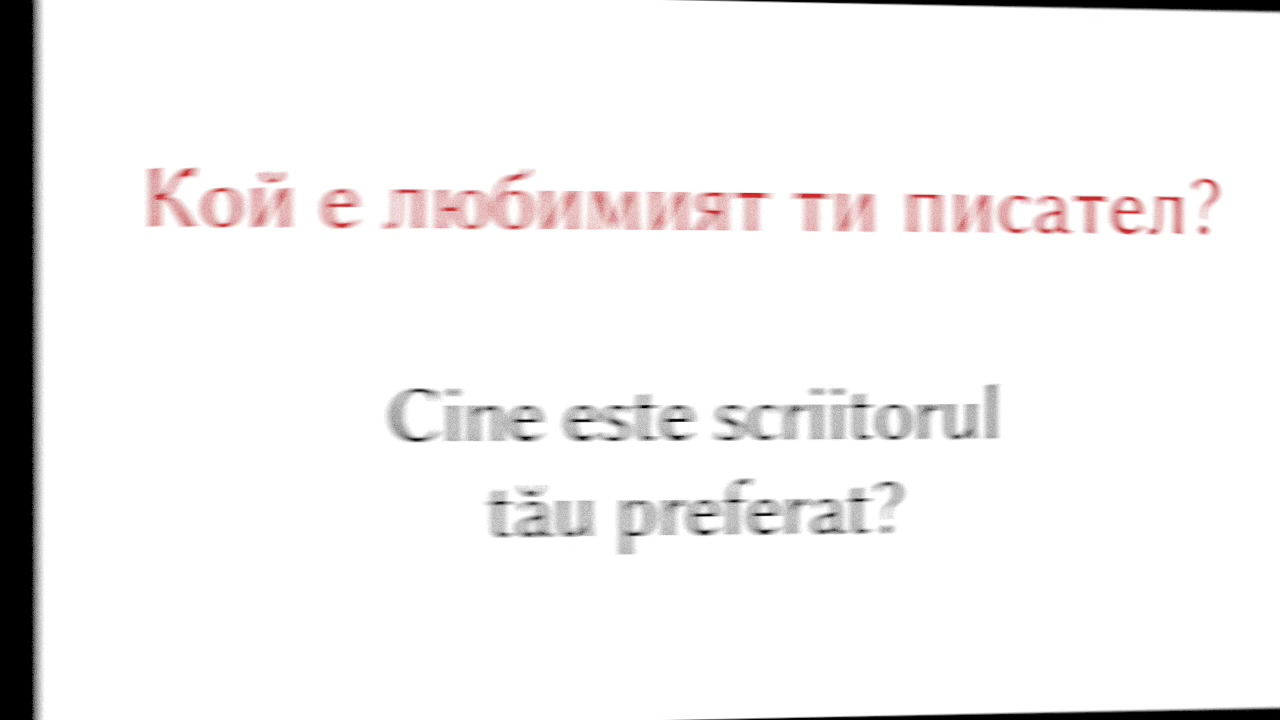 Кой е любимият ти писател?
Cine este scriitorul
tău preferat?